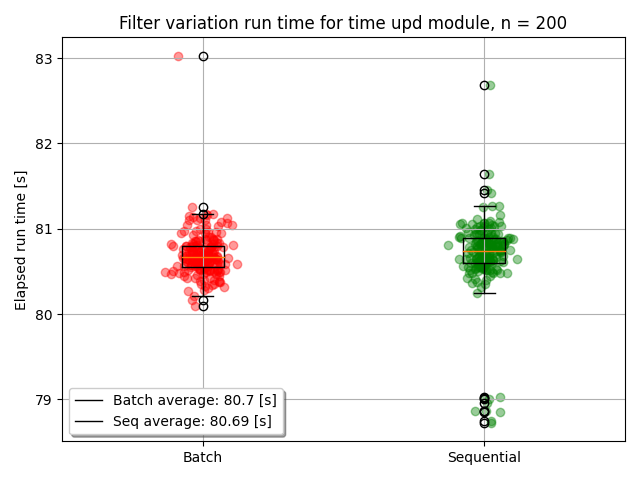 Filter variation run time for time upd module, n = 200
Elapsed run time [s]
83
82
81
80
79
Batch average: 80.7 [s]
Seq average: 80.69 [s]
Batch
Sequential